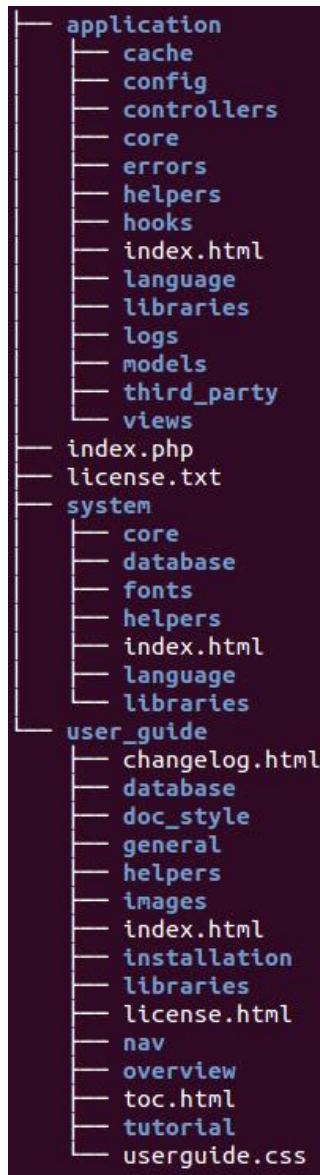 ├── application
│   ├── cache
│   ├── config
│   ├── controllers
│   ├── core
│   ├── errors
│   ├── helpers
│   ├── hooks
│   ├── index.html
│   ├── language
│   ├── libraries
│   ├── logs
│   ├── models
│   ├── third_party
│   └── views
├── index.php
├── license.txt
├── system
│   ├── core
│   ├── database
│   ├── fonts
│   ├── helpers
│   ├── index.html
│   ├── language
│   └── libraries
└── user_guide
    ├── changelog.html
    ├── database
    ├── doc_style
    ├── general
    ├── helpers
    ├── images
    ├── index.html
    ├── installation
    ├── libraries
    ├── license.html
    ├── nav
    ├── overview
    ├── toc.html
    ├── tutorial
    └── userguide.css